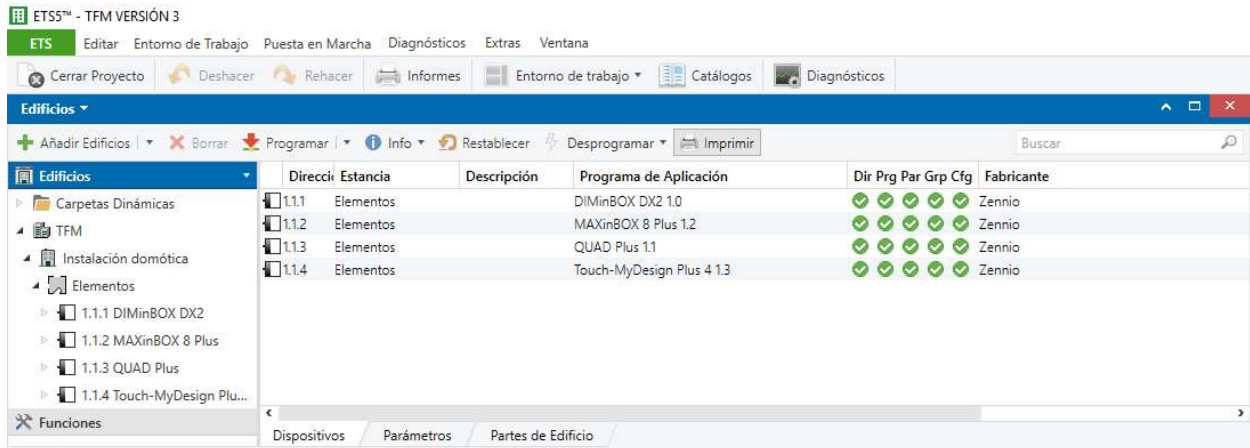 ETS5™ - TFM VERSIÓN 3
ETS Editar Entorno de Trabajo Puesta en Marcha Diagnósticos Extras Ventana
Cerrar Proyecto Deshacer Rehacer Informes Entorno de trabajo Catálogos Diagnósticos
Edificios
Añadir Edificios Borrar Programar Info Restablecer Desprogramar Imprimir Buscar
Edificios Direcció Estancia Descripción Programa de Aplicación Dir Prg Par Grp Cfg Fabricante
Carpetas Dinámicas 1.1.1 Elementos DIMinBOX DX2 1.0 Zennio
TFM 1.1.2 Elementos MAXinBOX 8 Plus 1.2 Zennio
Instalación domótica 1.1.3 Elementos QUAD Plus 1.1 Zennio
Elementos 1.1.4 Elementos Touch-MyDesign Plus 4 1.3 Zennio
1.1.1 DIMinBOX DX2
1.1.2 MAXinBOX 8 Plus
1.1.3 QUAD Plus
1.1.4 Touch-MyDesign Plu...
Funciones
Dispositivos Parámetros Partes de Edificio